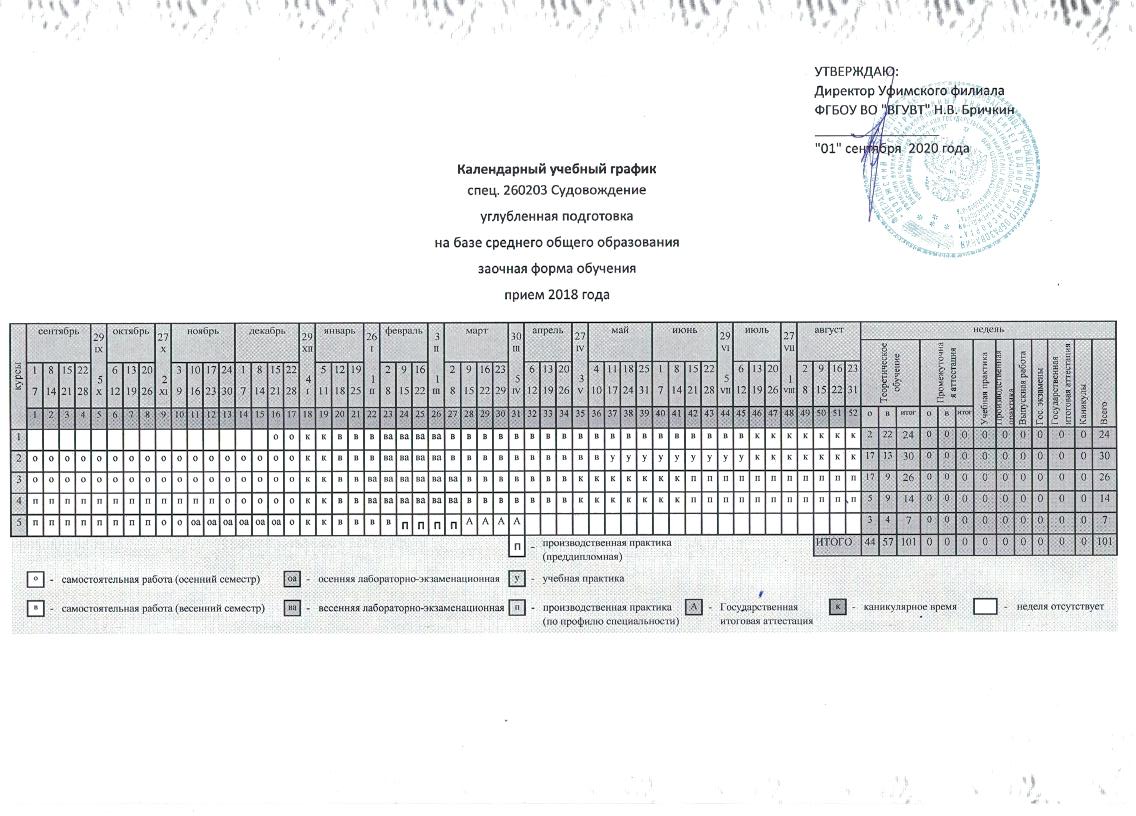 УТВЕРЖДАЮ:
Директор Уфимского филиала
ФГБОУ ВО "ВГУВТ" Н.В. Бричкин
"01" сентября 2020 года
Календарный учебный график
спец. 260203 Судовождение
углубленная подготовка
на базе среднего общего образования
заочная форма обучения
прием 2018 года
курсы сентябрь 29 IX 5 X октябрь 27 X 2 XI ноябрь декабрь 29 XII 4 I январь 26 I 1 II февраль 3 II 1 III март 30 III 5 IV апрель 27 IV 3 V май июнь 29 VI 5 VII июль 27 VII 1 VIII август недель
1 8 15 22 6 13 20 3 10 17 24 1 8 15 22 5 12 19 2 9 16 2 9 16 23 6 13 20 4 11 18 25 1 8 15 22 6 13 20 2 9 16 23
7 14 21 28 12 19 26 9 16 23 30 7 14 21 28 11 18 25 8 15 22 8 15 22 29 12 19 26 10 17 24 31 7 14 21 28 12 19 26 8 15 22 31
Теоретическое обучение Промежуточная аттестация Учебная практика Производственная практика Выпускная работа Гос. экзамены Государственная итоговая аттестация Каникулы Всего
1 2 3 4 5 6 7 8 9 10 11 12 13 14 15 16 17 18 19 20 21 22 23 24 25 26 27 28 29 30 31 32 33 34 35 36 37 38 39 40 41 42 43 44 45 46 47 48 49 50 51 52 о в итог о в итог
1 о о к к в в в ва ва ва ва в в в в в в в в в в в в в в в в в в в к к к к к к к 2 22 24 0 0 0 0 0 0 0 0 0 24
2 о о о о о о о о о о о о о о о о о к к в в в ва ва ва ва в в в в в в в в в в у у у у у у у у у к к к к к к к 17 13 30 0 0 0 0 0 0 0 0 0 30
3 о о о о о о о о о о о о о о о о о к к в в ва ва ва ва ва ва в в в в в в в к к к к к к к п п п п п п п п п п п 17 9 26 0 0 0 0 0 0 0 0 0 26
4 п п п п п п п п п п п п о о о о о к к в в ва ва ва ва ва ва в в в в в в в к к к к к к к п п п п п п п п п п п 5 9 14 0 0 0 0 0 0 0 0 0 14
5 п п п п п п п п о о оа оа оа оа оа оа о к к в в в в п п п п А А А А 3 4 7 0 0 0 0 0 0 0 0 0 7
п - производственная практика (преддипломная) ИТОГО 44 57 101 0 0 0 0 0 0 0 0 0 101
о - самостоятельная работа (осенний семестр) оа - осенняя лабораторно-экзаменационная у - учебная практика
в - самостоятельная работа (весенний семестр) ва - весенняя лабораторно-экзаменационная п - производственная практика А - Государственная к - каникулярное время - неделя отсутствует
(по профилю специальности) итоговая аттестация